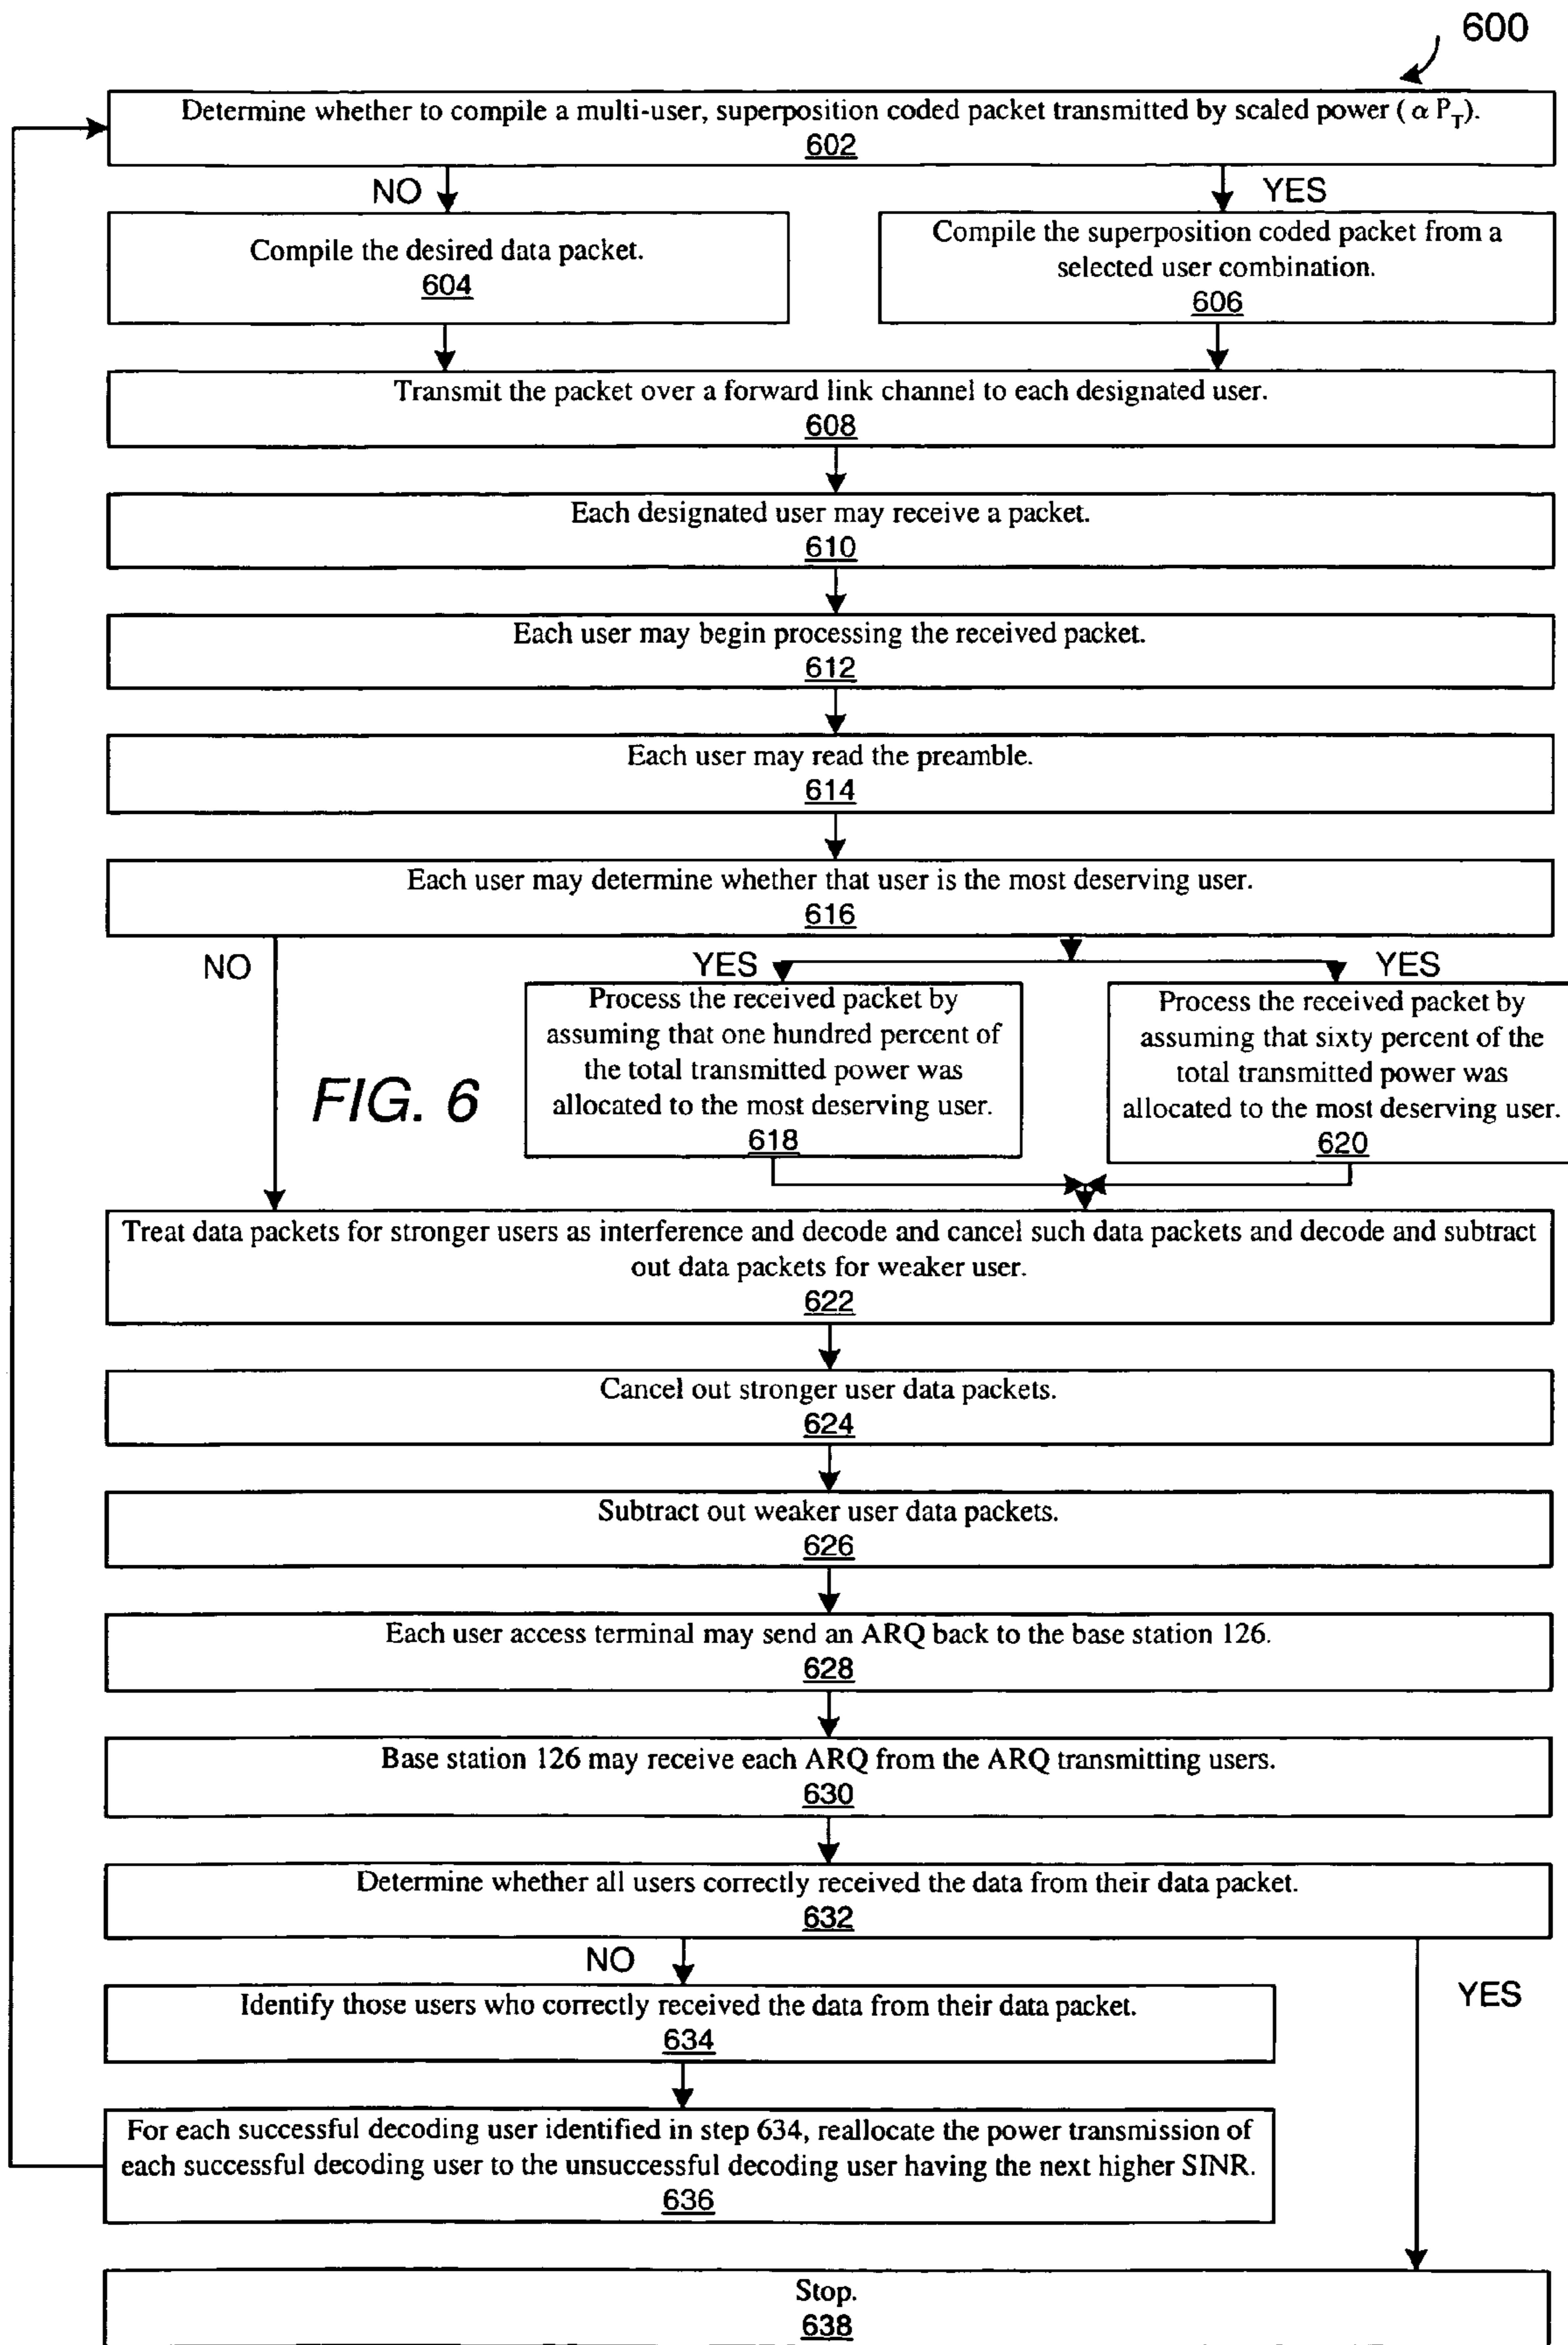 600
Determine whether to compile a multi-user, superposition coded packet transmitted by scaled power ( α PT).
602
NO
YES
Compile the desired data packet.
604
Compile the superposition coded packet from a
selected user combination.
606
Transmit the packet over a forward link channel to each designated user.
608
Each designated user may receive a packet.
610
Each user may begin processing the received packet.
612
Each user may read the preamble.
614
Each user may determine whether that user is the most deserving user.
616
NO
YES
YES
Process the received packet by
assuming that one hundred percent of
the total transmitted power was
allocated to the most deserving user.
618
Process the received packet by
assuming that sixty percent of the
total transmitted power was
allocated to the most deserving user.
620
FIG. 6
Treat data packets for stronger users as interference and decode and cancel such data packets and decode and subtract
out data packets for weaker user.
622
Cancel out stronger user data packets.
624
Subtract out weaker user data packets.
626
Each user access terminal may send an ARQ back to the base station 126.
628
Base station 126 may receive each ARQ from the ARQ transmitting users.
630
Determine whether all users correctly received the data from their data packet.
632
NO
YES
Identify those users who correctly received the data from their data packet.
634
For each successful decoding user identified in step 634, reallocate the power transmission of
each successful decoding user to the unsuccessful decoding user having the next higher SINR.
636
Stop.
638